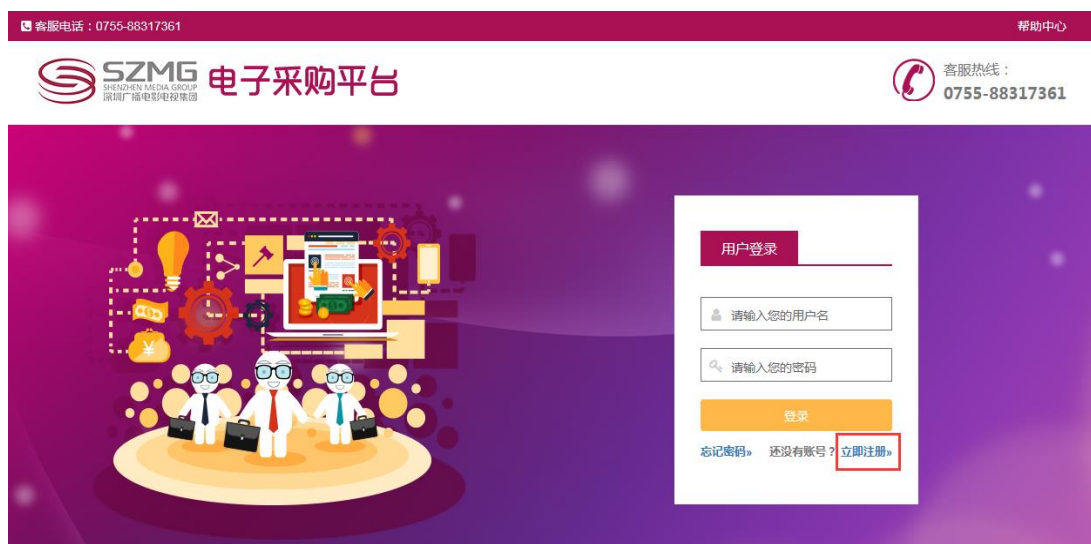 客服电话：0755-88317361
帮助中心
SZMG
SHENZHEN MEDIA GROUP
深圳广播电影电视集团
电子采购平台
客服热线：
0755-88317361
用户登录
请输入您的用户名
请输入您的密码
登录
忘记密码» 还没有账号？立即注册»